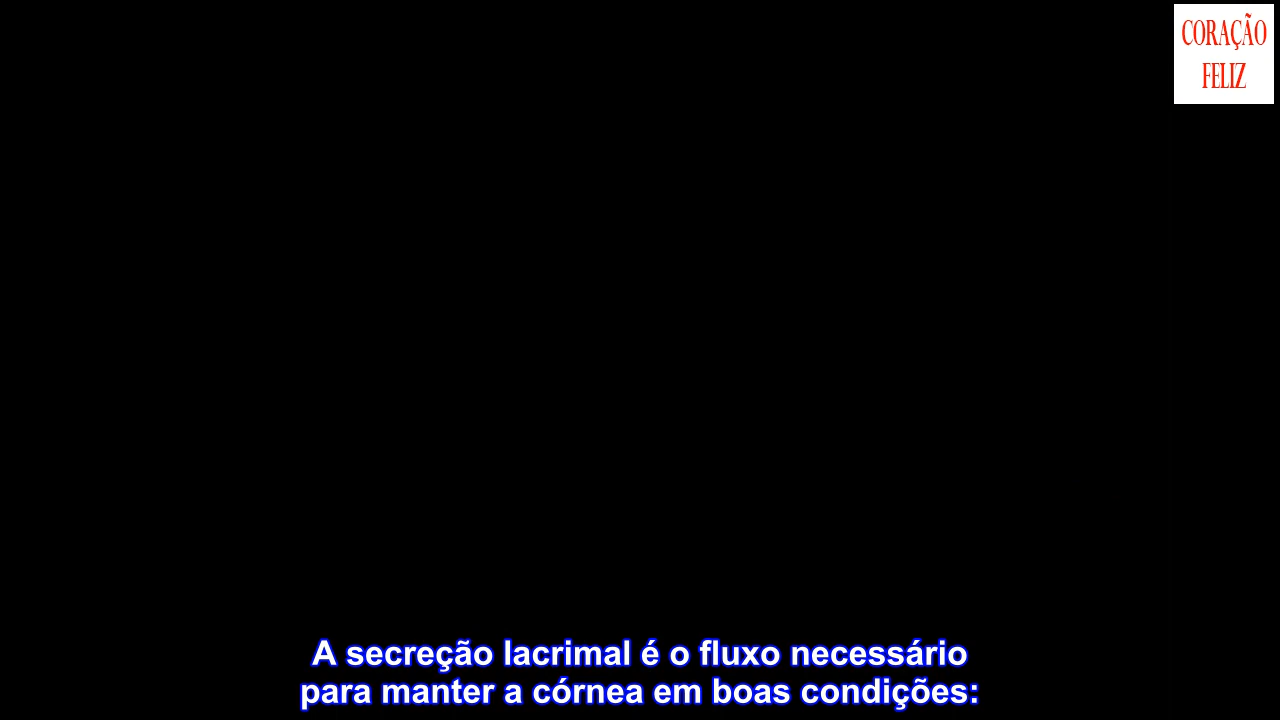 CORAÇÃO
FELIZ
A secreção lacrimal é o fluxo necessário
para manter a córnea em boas condições: